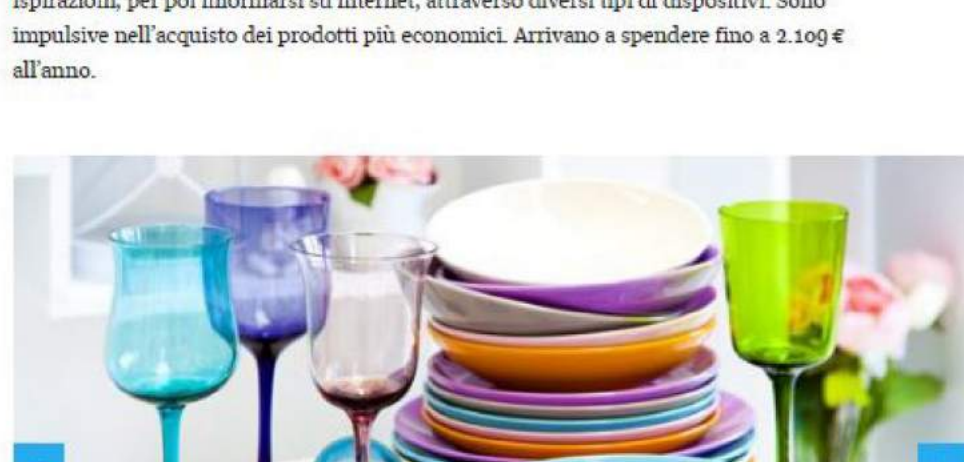 ispirazioni, per poi informarsi su internet, attraverso diversi tipi di dispositivi. Sono
impulsive nell'acquisto dei prodotti più economici. Arrivano a spendere fino a 2.109 €
all'anno.